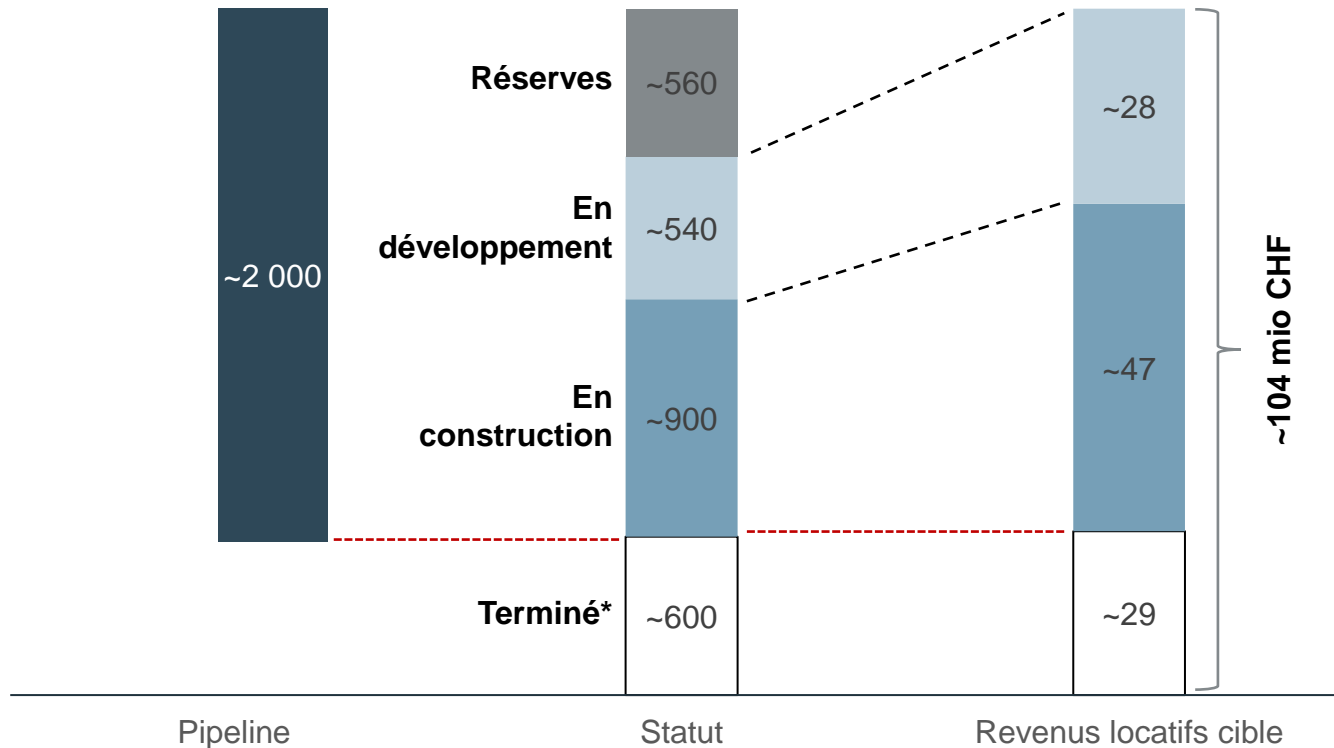 Réserves
~560
~28
En
développement
~540
~2 000
~104 mio CHF
En
construction
~900
~47
Terminé*
~600
~29
Pipeline
Statut
Revenus locatifs cible